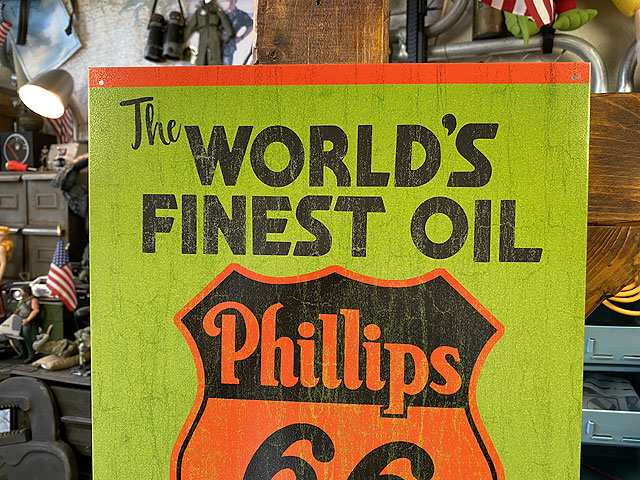 The
WORLD'S
FINEST OIL
Phillips
66